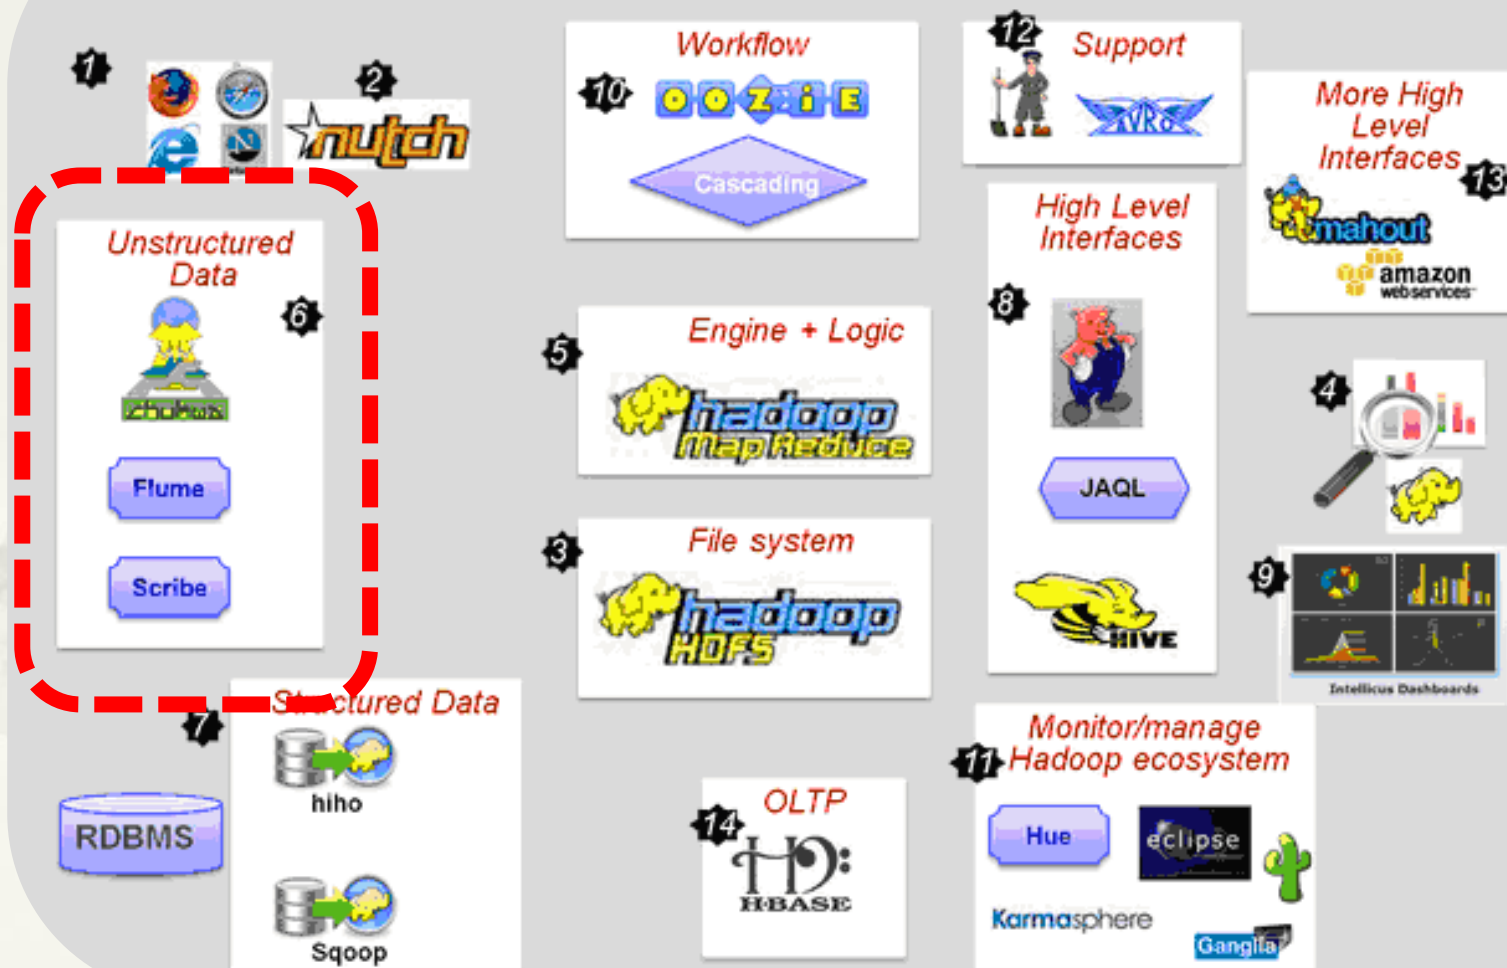 1
2
nutch
Unstructured
Data
6
chukwa
Flume
Scribe
7
Structured Data
hiho
Sqoop
RDBMS
Workflow
10
OOZiE
Cascading
5
Engine + Logic
hadoop
Map Reduce
3
File system
hadoop
HDFS
14
OLTP
HBASE
12
Support
AVRO
High Level
Interfaces
8
JAQL
HIVE
More High
Level
Interfaces
13
mahout
amazon
webservices
4
9
Intellicus Dashboards
Monitor/manage
11
Hadoop ecosystem
Hue
eclipse
Karmasphere
Ganglia